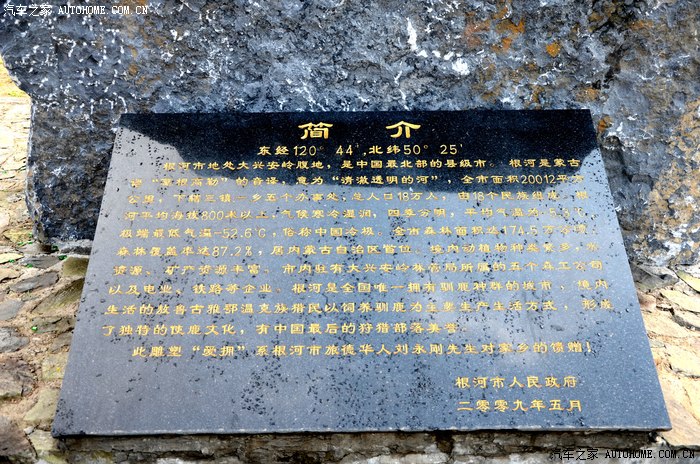 汽车之家 AUTOHOME.COM.CN
简 介
东经120° 44′,北纬50° 25′
根河市地处大兴安岭腹地，是中国最北部的县级市。根河是蒙古
语“葛根高勒”的音译，意为“清澈透明的河”，全市面积20012平方
公里，下辖三镇一乡五个办事处，总人口18万人，由18个民族组成。根
河平均海拔800米以上，气候寒冷湿润，四季分明，平均气温
极端最低气温-52.6℃，俗称中国冷极。全市森林面积达174.5万公顷，
森林覆盖率达87.2%，居内蒙古自治区首位。境内动植物种类繁多，水
资源、矿产资源丰富。市内驻有大兴安岭林管局所属的五个森工公司
以及电业、铁路等企业。根河是全国唯一拥有驯鹿种群的城市，境内
生活的敖鲁古雅鄂温克族猎民以饲养驯鹿为主要生产生活方式，形成
了独特的使鹿文化，有中国最后的狩猎部落美誉。
此雕塑“爱拥”系根河市旅德华人刘永刚先生对家乡的馈赠！
根河市人民政府
二零零九年五月
汽车之家 AUTOHOME.COM.CN